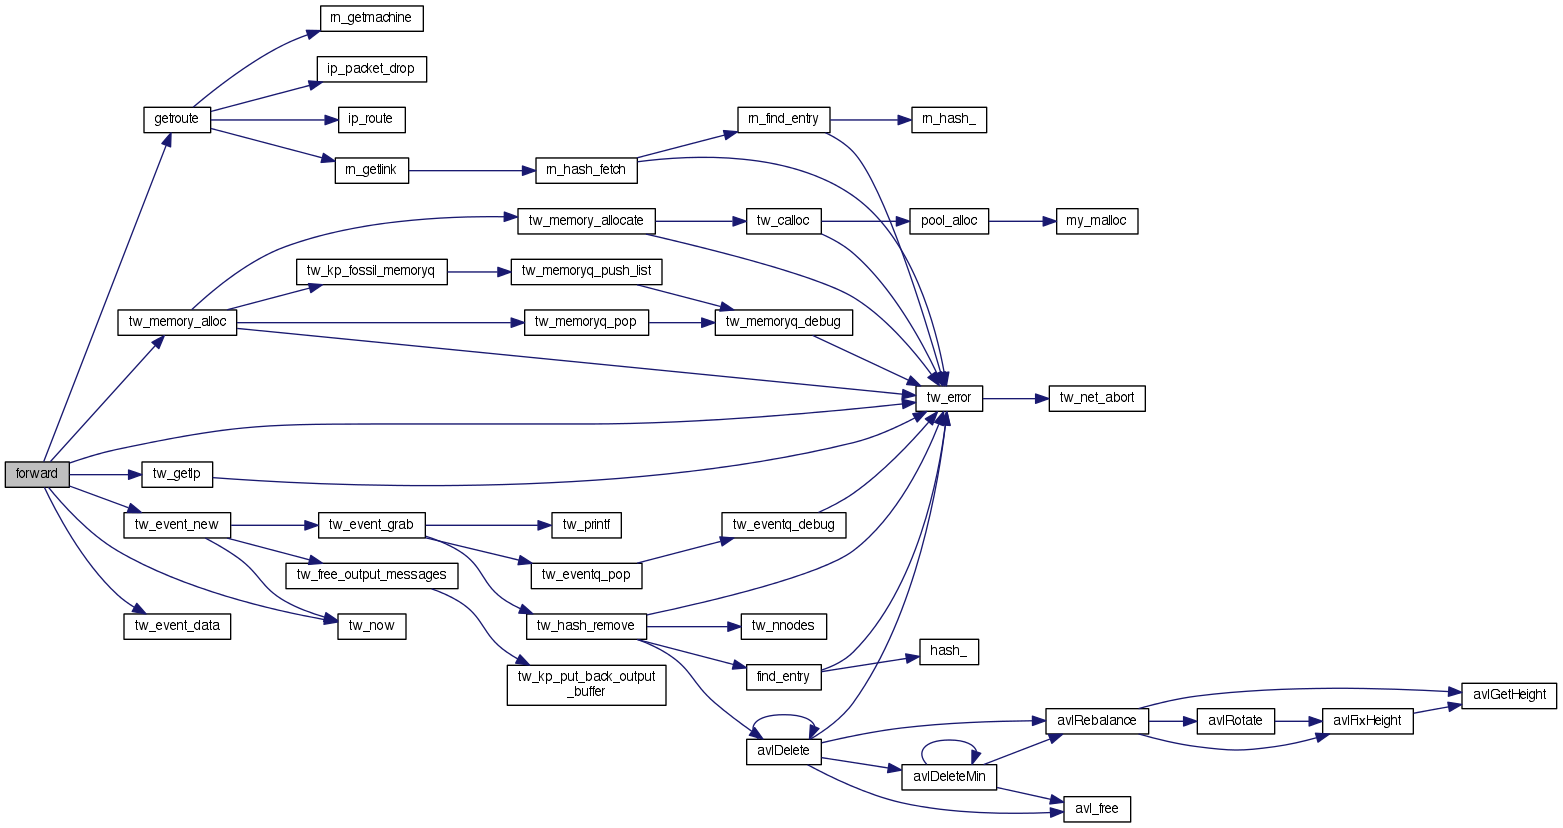 rn_getmachine
ip_packet_drop
getroute
ip_route
rn_find_entry
rn_hash_
rn_getlink
rn_hash_fetch
tw_memory_allocate
tw_calloc
pool_alloc
my_malloc
tw_kp_fossil_memoryq
tw_memoryq_push_list
tw_memory_alloc
tw_memoryq_pop
tw_memoryq_debug
tw_error
tw_net_abort
forward
tw_getlp
tw_event_new
tw_event_grab
tw_printf
tw_eventq_debug
tw_free_output_messages
tw_eventq_pop
tw_event_data
tw_now
tw_hash_remove
tw_nnodes
hash_
find_entry
tw_kp_put_back_output
_buffer
avlGetHeight
avlRebalance
avlRotate
avlFixHeight
avlDelete
avlDeleteMin
avl_free